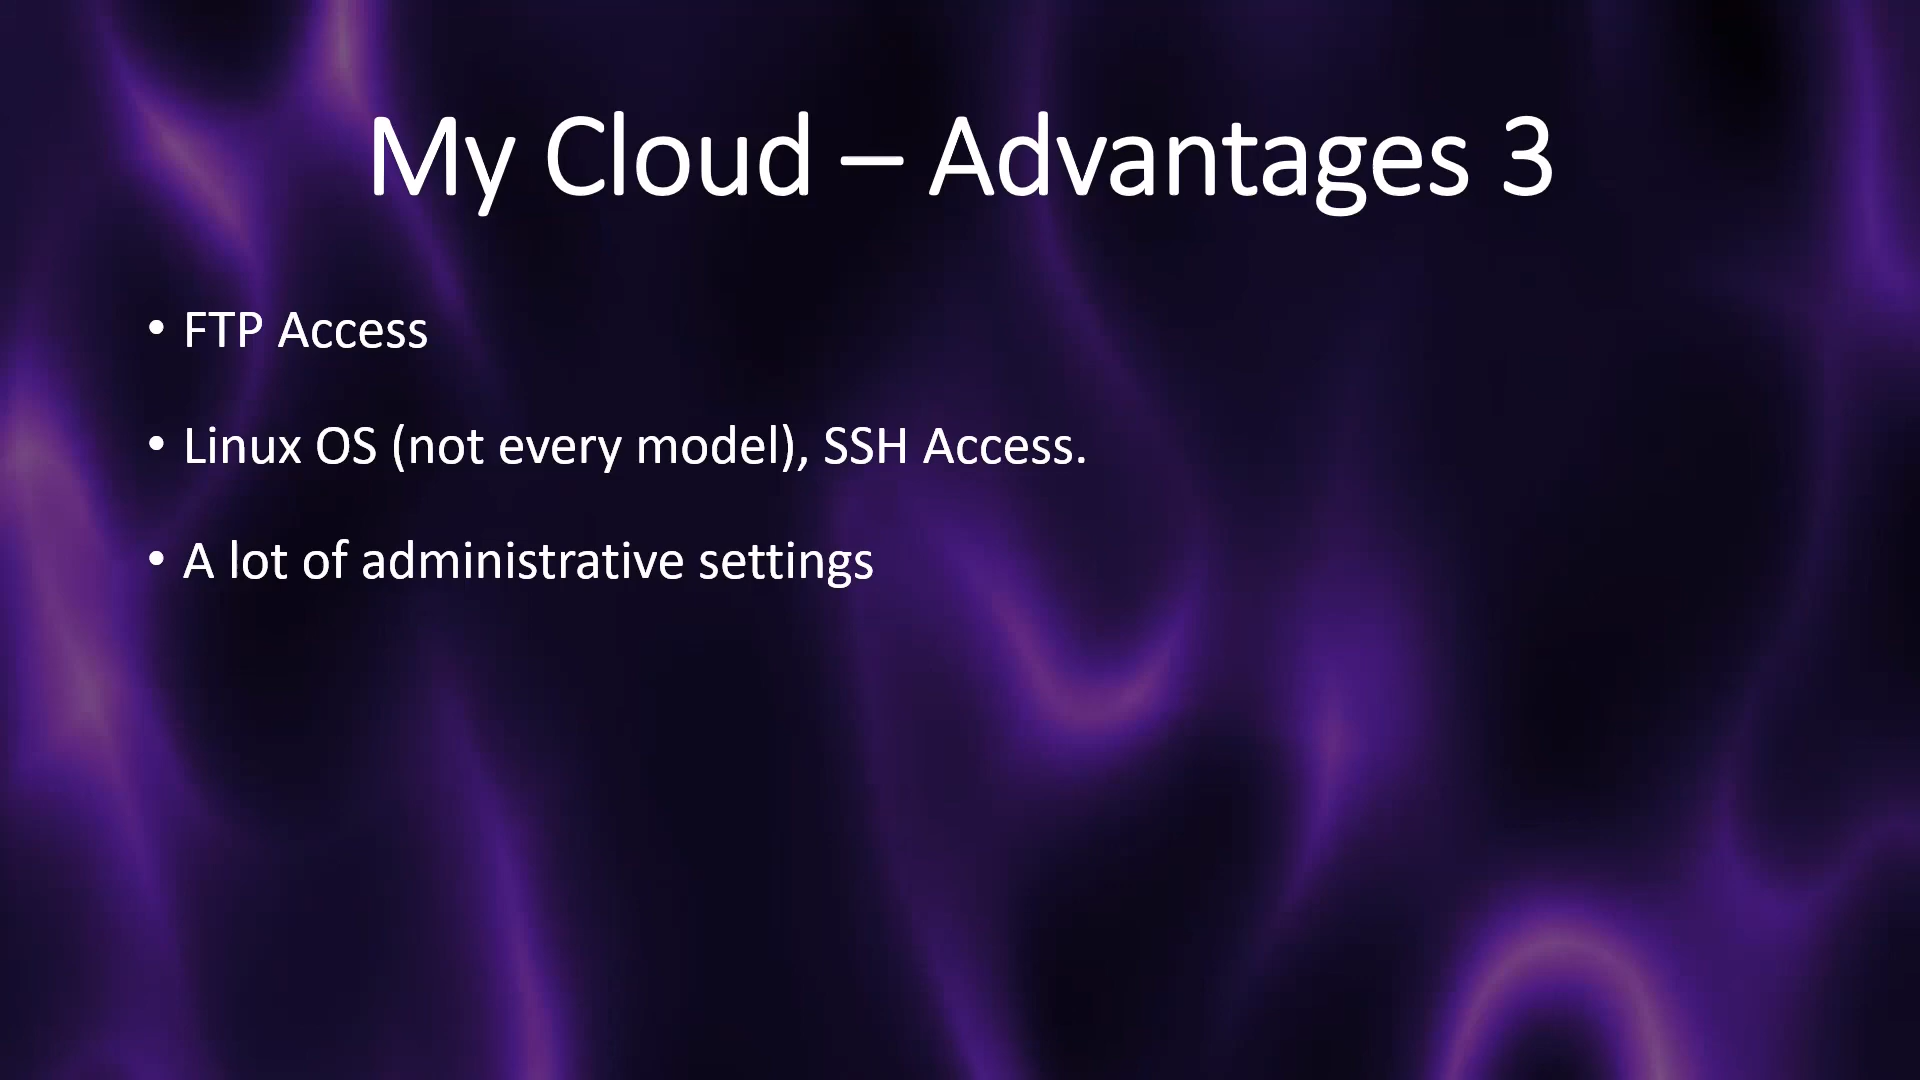 My Cloud – Advantages 3
• FTP Access
• Linux OS (not every model), SSH Access.
• A lot of administrative settings